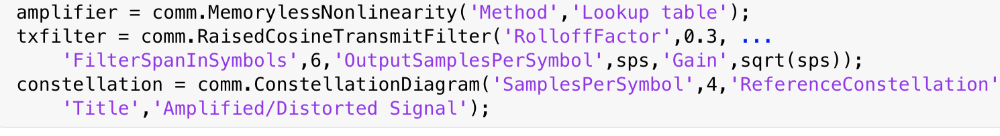 amplifier = comm.MemorylessNonlinearity('Method','Lookup table');
txfilter = comm.RaisedCosineTransmitFilter('RolloffFactor',0.3, ...
'FilterSpanInSymbols',6,'OutputSamplesPerSymbol',sps,'Gain',sqrt(sps));
constellation = comm.ConstellationDiagram('SamplesPerSymbol',4,'ReferenceConstellation'
'Title','Amplified/Distorted Signal');